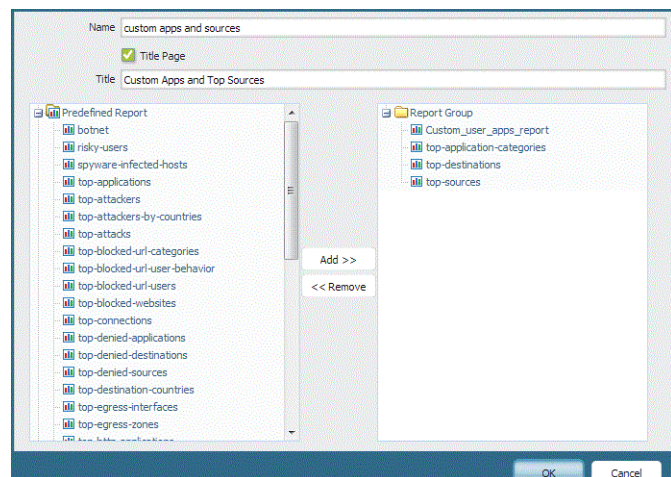 Name custom apps and sources
Title Page
Title Custom Apps and Top Sources
Predefined Report
botnet
risky-users
spyware-infected-hosts
top-applications
top-attackers
top-attackers-by-countries
top-attacks
top-blocked-url-categories
top-blocked-url-user-behavior
top-blocked-url-users
top-blocked-websites
top-connections
top-denied-applications
top-denied-destinations
top-denied-sources
top-destination-countries
top-egress-interfaces
top-egress-zones
top-http-applications
Add >>
<< Remove
Report Group
Custom_user_apps_report
top-application-categories
top-destinations
top-sources
OK Cancel